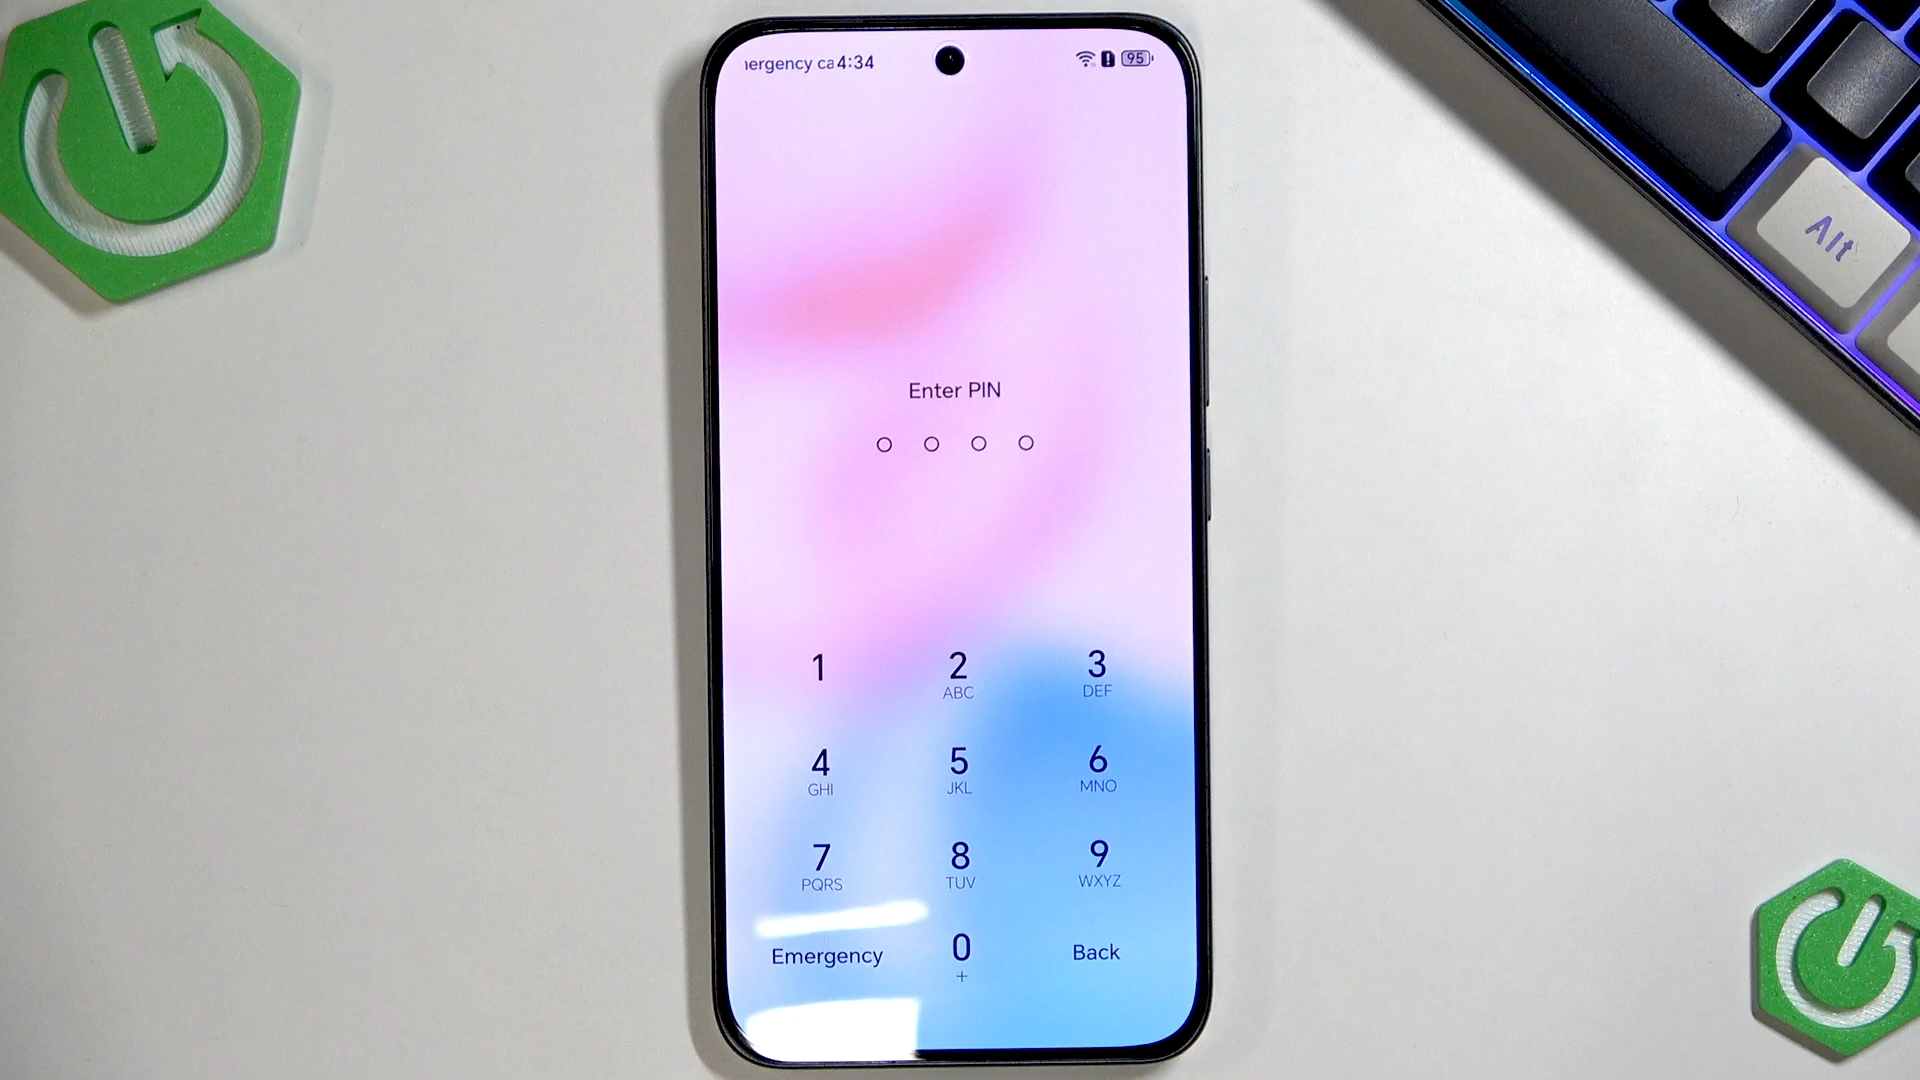 nergency ca 4:34 95
Alt
Enter PIN
1 2 3
ABC DEF
4 5 6
GHI JKL MNO
7 8 9
PQRS TUV WXYZ
Emergency 0 Back
+